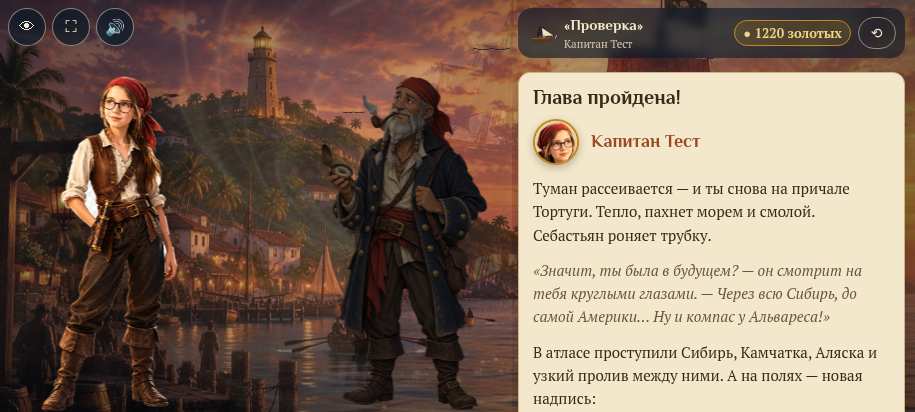 «Проверка»
Капитан Тест
● 1220 золотых
Глава пройдена!
Капитан Тест
Туман рассеивается — и ты снова на причале
Тортуги. Тепло, пахнет морем и смолой.
Себастьян роняет трубку.
«Значит, ты была в будущем? — он смотрит на
тебя круглыми глазами. — Через всю Сибирь, до
самой Америки… Ну и компас у Альвареса!»
В атласе проступили Сибирь, Камчатка, Аляска и
узкий пролив между ними. А на полях — новая
надпись: